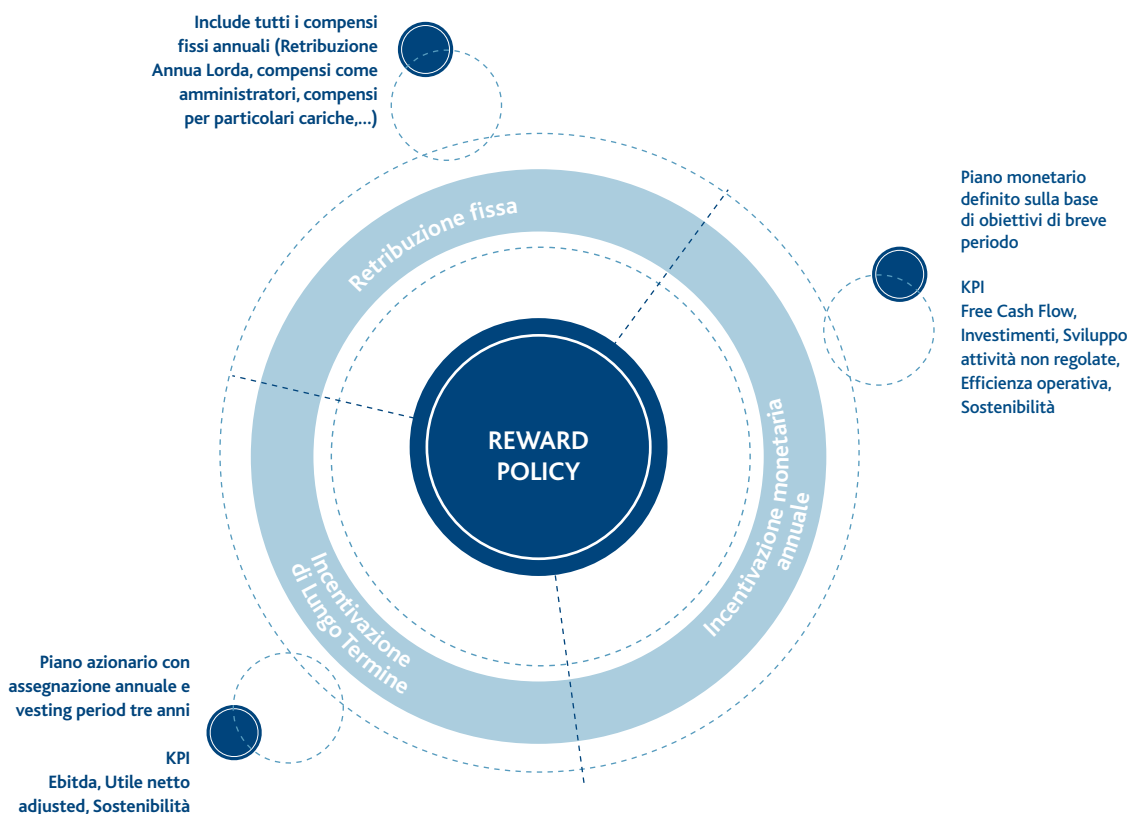 Include tutti i compensi
fissi annuali (Retribuzione
Annua Lorda, compensi come
amministratori, compensi
per particolari cariche,...)
Retribuzione fissa
Piano monetario
definito sulla base
di obiettivi di breve
periodo
KPI
Free Cash Flow,
Investimenti, Sviluppo
attività non regolate,
Efficienza operativa,
Sostenibilità
REWARD
POLICY
Incentivazione monetaria
annuale
Incentivazione
di Lungo Termine
Piano azionario con
assegnazione annuale e
vesting period tre anni
KPI
Ebitda, Utile netto
adjusted, Sostenibilità